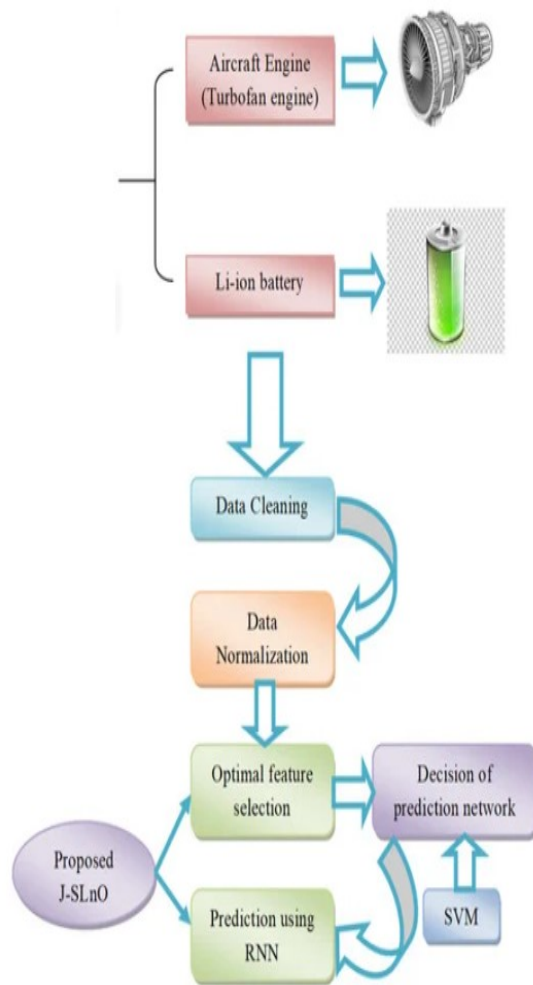 Aircraft Engine
(Turbofan engine)
Li-ion battery
Data Cleaning
Data
Normalization
Optimal feature
selection
Decision of
prediction network
Proposed
J-SLnO
Prediction using
RNN
SVM